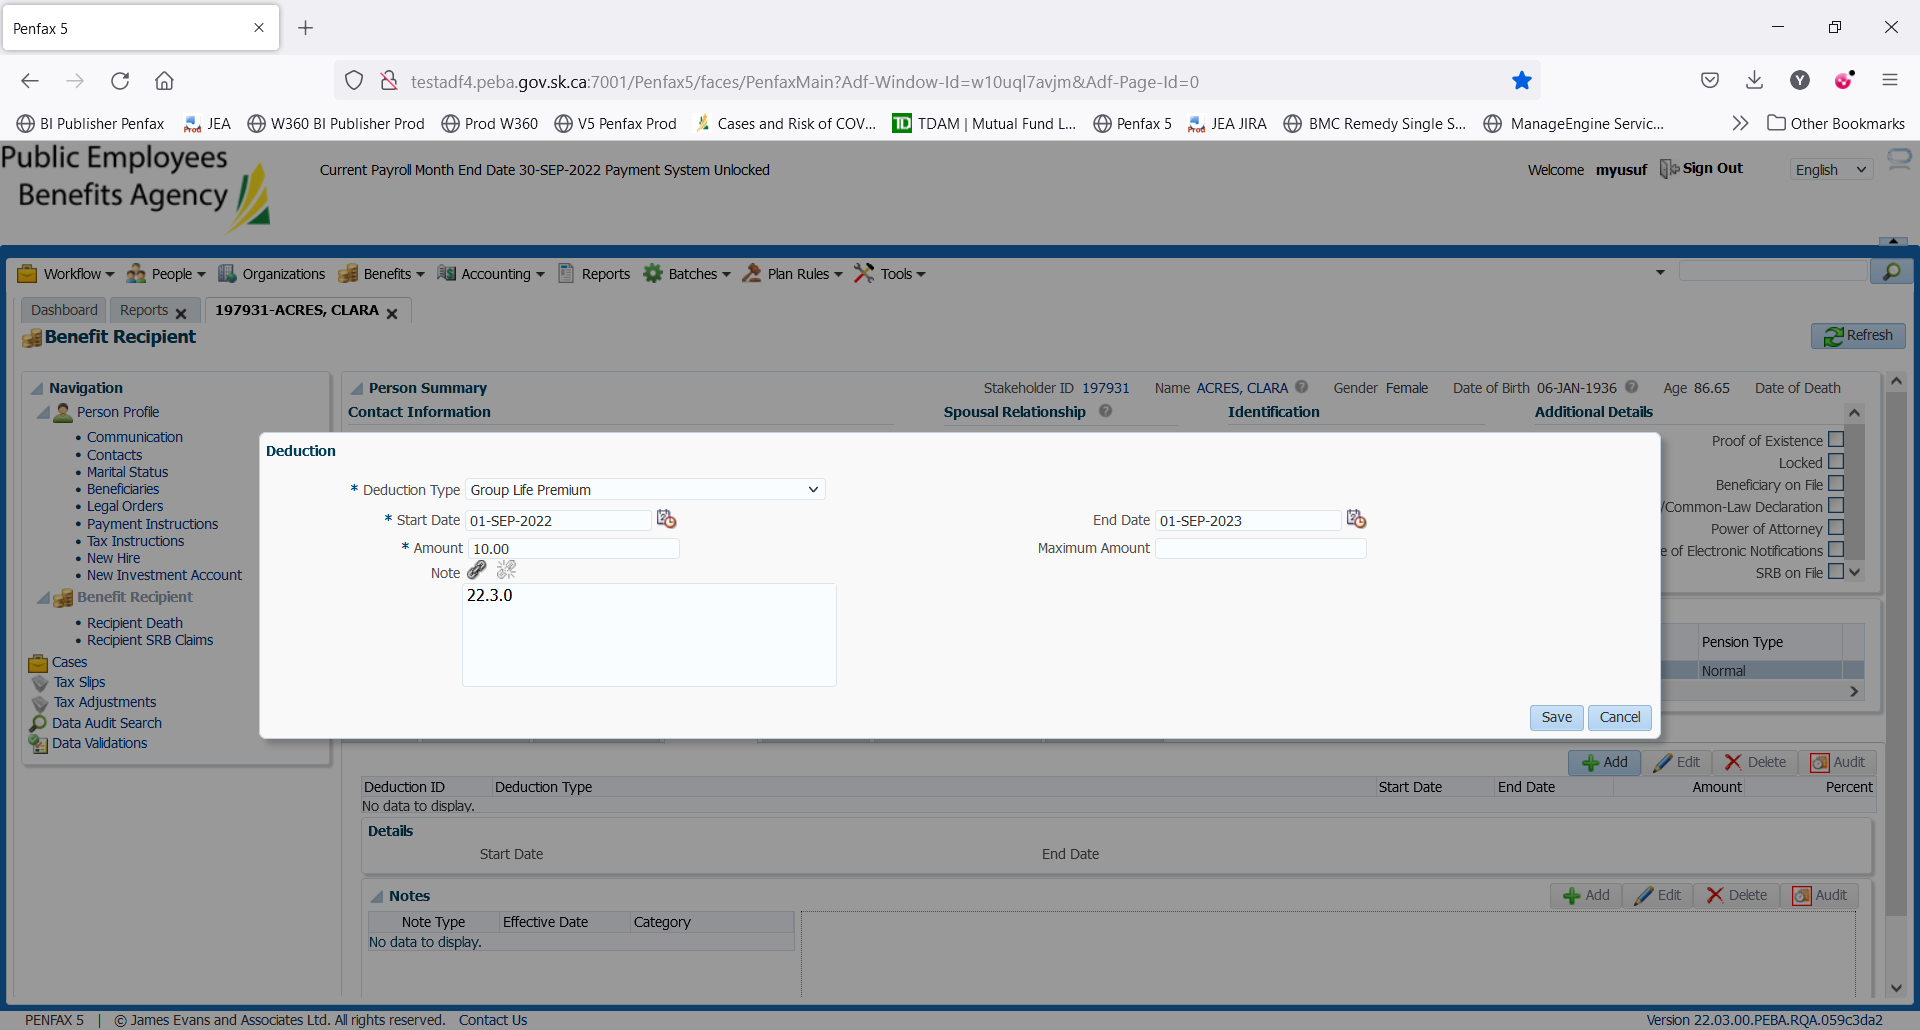 Penfax 5
testadf4.peba.gov.sk.ca:7001/Penfax5/faces/PenfaxMain?Adf-Window-Id=w10uql7avjm&Adf-Page-Id=0
BI Publisher Penfax JEA W360 BI Publisher Prod Prod W360 V5 Penfax Prod Cases and Risk of COV... TDAM | Mutual Fund L... Penfax 5 JEA JIRA BMC Remedy Single S... ManageEngine Servic... Other Bookmarks
Public Employees
Benefits Agency
Current Payroll Month End Date 30-SEP-2022 Payment System Unlocked
Welcome myusuf Sign Out English
Workflow People Organizations Benefits Accounting Reports Batches Plan Rules Tools
Dashboard Reports 197931-ACRES, CLARA
Benefit Recipient
Refresh
Navigation
Person Profile
Communication
Contacts
Marital Status
Beneficiaries
Legal Orders
Payment Instructions
Tax Instructions
New Hire
New Investment Account
Benefit Recipient
Recipient Death
Recipient SRB Claims
Cases
Tax Slips
Tax Adjustments
Data Audit Search
Data Validations
Person Summary Stakeholder ID 197931 Name ACRES, CLARA Gender Female Date of Birth 06-JAN-1936 Age 86.65 Date of Death
Contact Information Spousal Relationship Identification Additional Details
Proof of Existence
Locked
Beneficiary on File
/Common-Law Declaration
Power of Attorney
e of Electronic Notifications
SRB on File
Pension Type
Normal
Deduction
* Deduction Type Group Life Premium
* Start Date 01-SEP-2022 End Date 01-SEP-2023
* Amount 10.00 Maximum Amount
Note
22.3.0
Save Cancel
Add Edit Delete Audit
Deduction ID Deduction Type Start Date End Date Amount Percent
No data to display.
Details
Start Date End Date
Notes Add Edit Delete Audit
Note Type Effective Date Category
No data to display.
PENFAX 5 | © James Evans and Associates Ltd. All rights reserved. Contact Us Version 22.03.00.PEBA.RQA.059c3da2